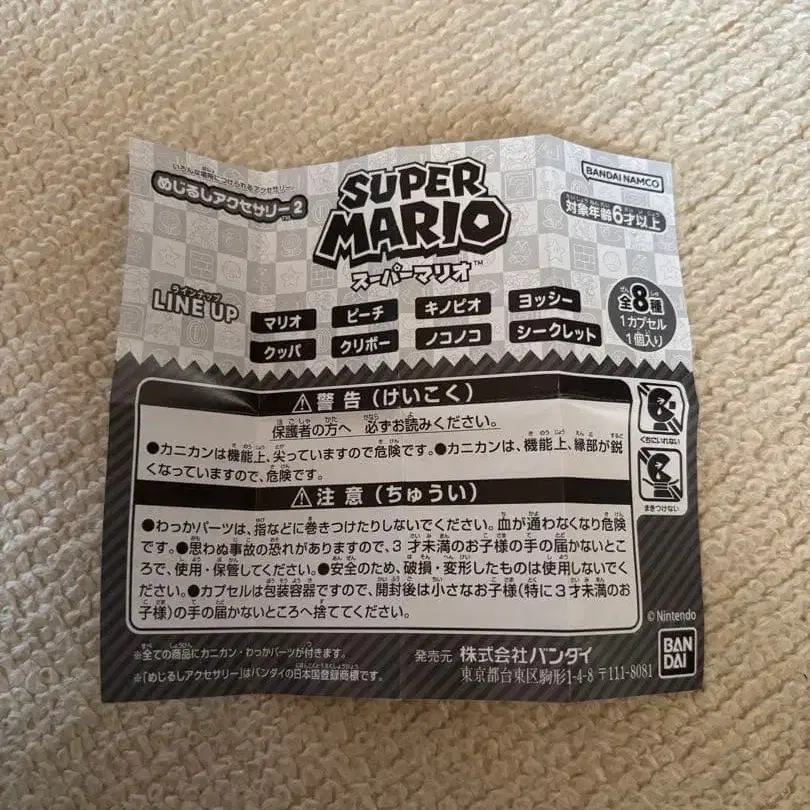 いろんな場所につけられるアクセサリー
めじるしアクセサリー2
SUPER
MARIO
スーパーマリオ™
BANDAI NAMCO
対象年齢6才以上
ラインナップ
LINE UP
マリオ ピーチ キノピオ ヨッシー
クッパ クリボー ノコノコ シークレット
全8種
1カプセル
1個入り
⚠警告(けいこく)
保護者の方へ 必ずお読みください。
●カニカンは機能上、尖っていますので危険です。●カニカンは、機能上、縁部が鋭
くなっていますので、危険です。
くちにいれない
まきつけない
⚠注意(ちゅうい)
●わっかパーツは、指などに巻きつけたりしないでください。血が通わなくなり危険
です。●思わぬ事故の恐れがありますので、3才未満のお子様の手の届かないとこ
ろで、使用・保管してください。●安全のため、破損・変形したものは使用しないでく
ださい。●カプセルは包装容器ですので、開封後は小さなお子様(特に3才未満のお
子様)の手の届かないところへ捨ててください。
©Nintendo
※全ての商品にカニカン・わっかパーツが付きます。
※「めじるしアクセサリー」はバンダイの日本国登録商標です。
発売元 株式会社バンダイ
東京都台東区駒形1-4-8 〒111-8081
BAN
DAI